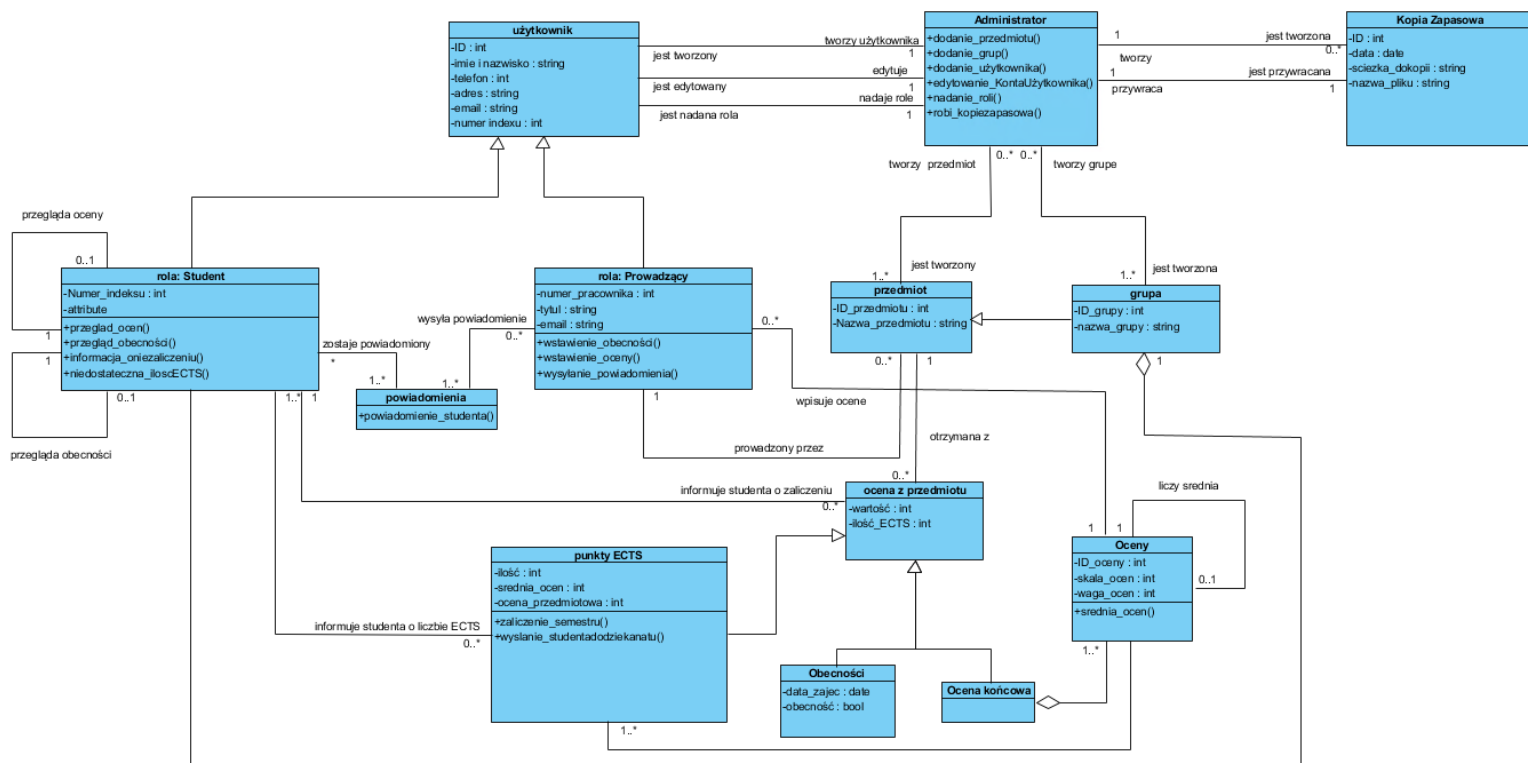 użytkownik
-ID : int
-imie i nazwisko : string
-telefon : int
-adres : string
-email : string
-numer indexu : int
tworzy użytkownika
1
jest tworzony
edytuje
1
jest edytowany
nadaje role
1
jest nadana rola
Administrator
+dodanie_przedmiotu()
+dodanie_grup()
+dodanie_użytkownika()
+edytowanie_KontaUżytkownika()
+nadanie_roli()
+robi_kopiezapasowa()
1
jest tworzona
0..*
tworzy
1
jest przywracana
przywraca
1
Kopia Zapasowa
-ID : int
-data : date
-sciezka_dokopii : string
-nazwa_pliku : string
tworzy przedmiot
0..*
0..*
tworzy grupe
przegląda oceny
0..1
rola: Student
-Numer_indeksu : int
-attribute
+przeglad_ocen()
+przegląd_obecności()
+informacja_oniezaliczeniu()
+niedostateczna_iloscECTS()
1
1
0..1
przegląda obecności
1..*
1
wysyła powiadomienie
0..*
zostaje powiadomiony
*
1..*
1..*
powiadomienia
+powiadomienie_studenta()
rola: Prowadzący
-numer_pracownika : int
-tytul : string
-email : string
+wstawienie_obecności()
+wstawienie_oceny()
+wysyłanie_powiadomienia()
0..*
1
jest tworzony
1..*
przedmiot
-ID_przedmiotu : int
-Nazwa_przedmiotu : string
0..*
1
jest tworzona
1..*
grupa
-ID_grupy : int
-nazwa_grupy : string
1
wpisuje ocene
prowadzony przez
otrzymana z
0..*
informuje studenta o zaliczeniu
0..*
ocena z przedmiotu
-wartość : int
-ilość_ECTS : int
liczy srednia
1
1
Oceny
-ID_oceny : int
-skala_ocen : int
-waga_ocen : int
+srednia_ocen()
0..1
1..*
punkty ECTS
-ilość : int
-srednia_ocen : int
-ocena_przedmiotowa : int
+zaliczenie_semestru()
+wyslanie_studentadodziekanatu()
informuje studenta o liczbie ECTS
0..*
1..*
Obecności
-data_zajec : date
-obecność : bool
Ocena końcowa